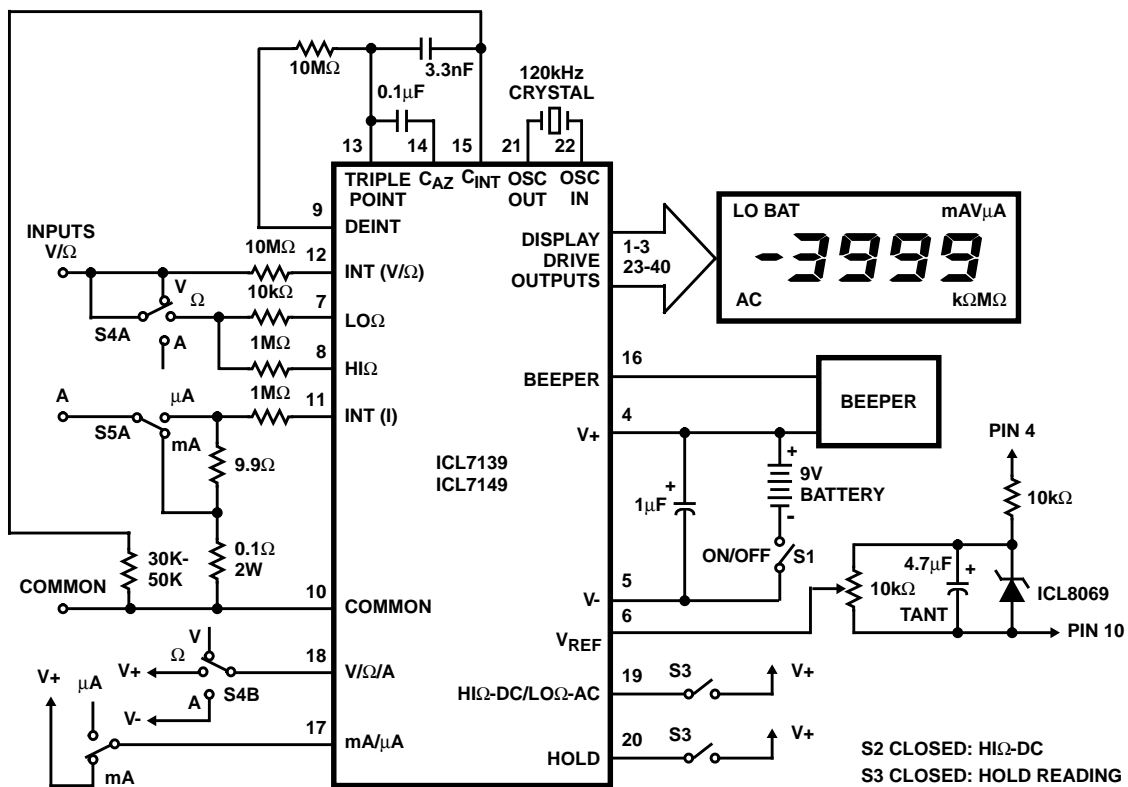 10MΩ
3.3nF
0.1μF
120kHz
CRYSTAL
13
14
15
21
22
TRIPLE
POINT
CAZ
CINT
OSC
OUT
OSC
IN
9
DEINT
INPUTS
V/Ω
10MΩ
12
INT (V/Ω)
10kΩ
7
LOΩ
V
Ω
S4A
A
1MΩ
8
HIΩ
1MΩ
11
INT (I)
A
μA
S5A
mA
9.9Ω
0.1Ω
2W
30K-
50K
COMMON
10
COMMON
V
Ω
V+
A
S4B
V-
18
V/Ω/A
V+
μA
mA
17
mA/μA
ICL7139
ICL7149
DISPLAY
DRIVE
OUTPUTS
1-3
23-40
LO BAT
mAVμA
-3999
AC
kΩMΩ
16
BEEPER
BEEPER
4
V+
+
1μF
+
9V
BATTERY
-
ON/OFF
S1
5
V-
6
VREF
PIN 4
10kΩ
10kΩ
4.7μF
+
TANT
ICL8069
PIN 10
19
HIΩ-DC/LOΩ-AC
S3
V+
20
HOLD
S3
V+
S2 CLOSED: HIΩ-DC
S3 CLOSED: HOLD READING